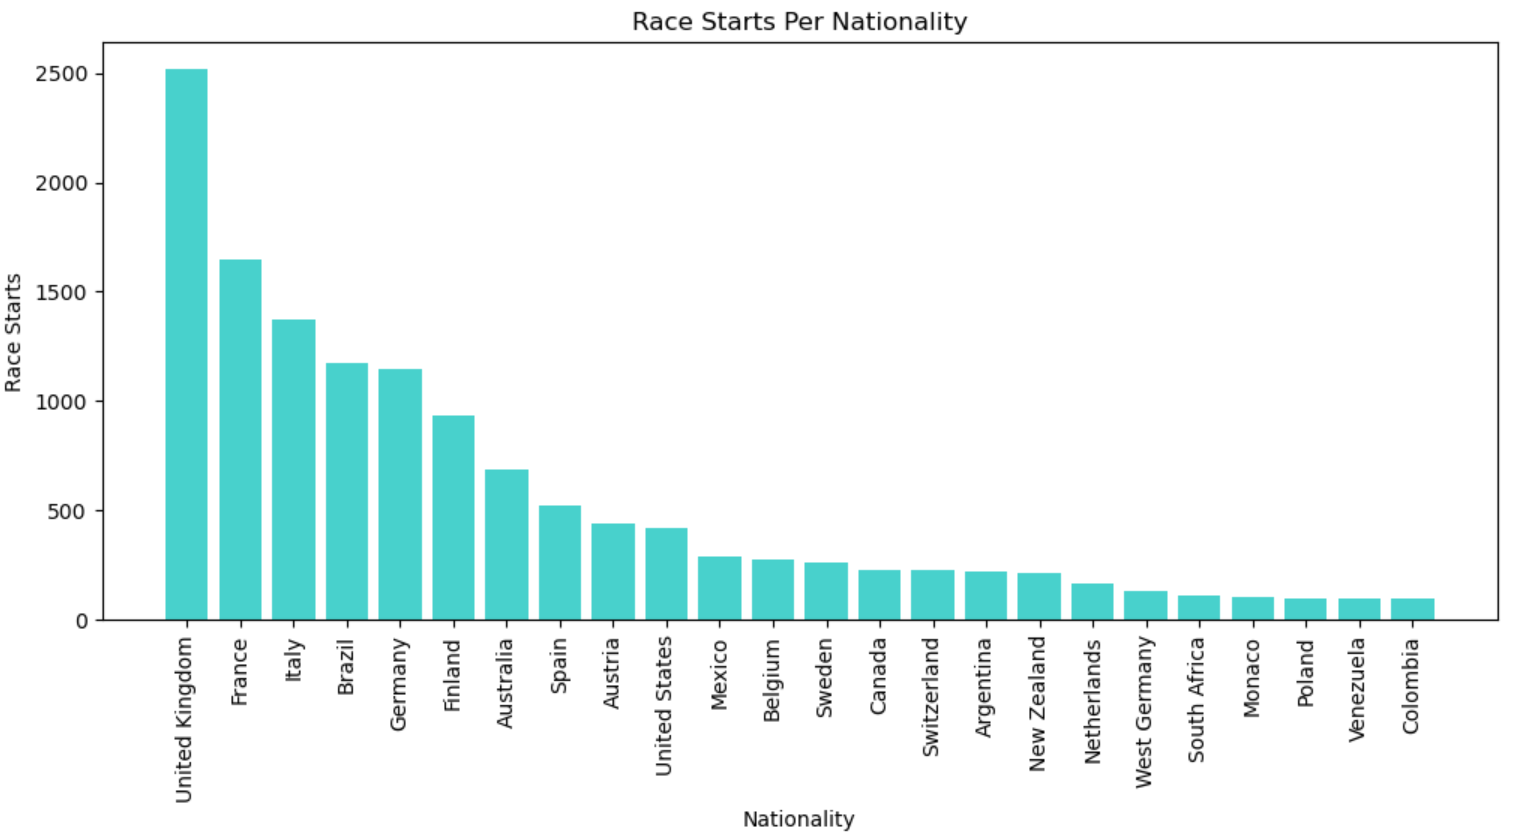 Race Starts Per Nationality
Race Starts
2500
2000
1500
1000
500
0
United Kingdom
France
Italy
Brazil
Germany
Finland
Australia
Spain
Austria
United States
Mexico
Belgium
Sweden
Canada
Switzerland
Argentina
New Zealand
Netherlands
West Germany
South Africa
Monaco
Poland
Venezuela
Colombia
Nationality